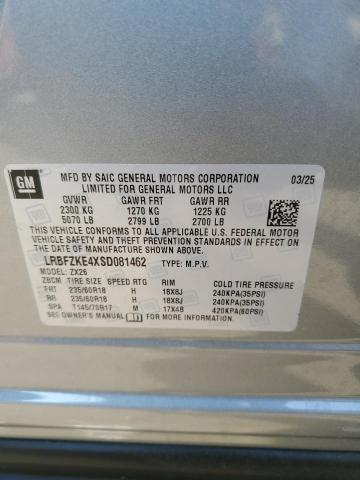 GM
MFD BY SAIC GENERAL MOTORS CORPORATION 03/25
LIMITED FOR GENERAL MOTORS LLC
GVWR GAWR FRT GAWR RR
2300 KG 1270 KG 1225 KG
5070 LB 2799 LB 2700 LB
THIS VEHICLE CONFORMS TO ALL APPLICABLE U.S. FEDERAL MOTOR
VEHICLE SAFETY AND THEFT PREVENTION STANDARDS IN EFFECT ON THE
DATE OF MANUFACTURE SHOWN ABOVE.
LRBFZKE4XSD081462 TYPE: M.P.V.
MODEL: ZX26
ZBCM TIRE SIZE SPEED RTG RIM COLD TIRE PRESSURE
FRT 235/60R18 H 18X8J 240KPA(35PSI)
RR 235/60R18 H 18X8J 240KPA(35PSI)
SPA T145/70R17 M 17X4B 420KPA(60PSI)
SEE OWNER'S MANUAL i FOR MORE INFORMATION.